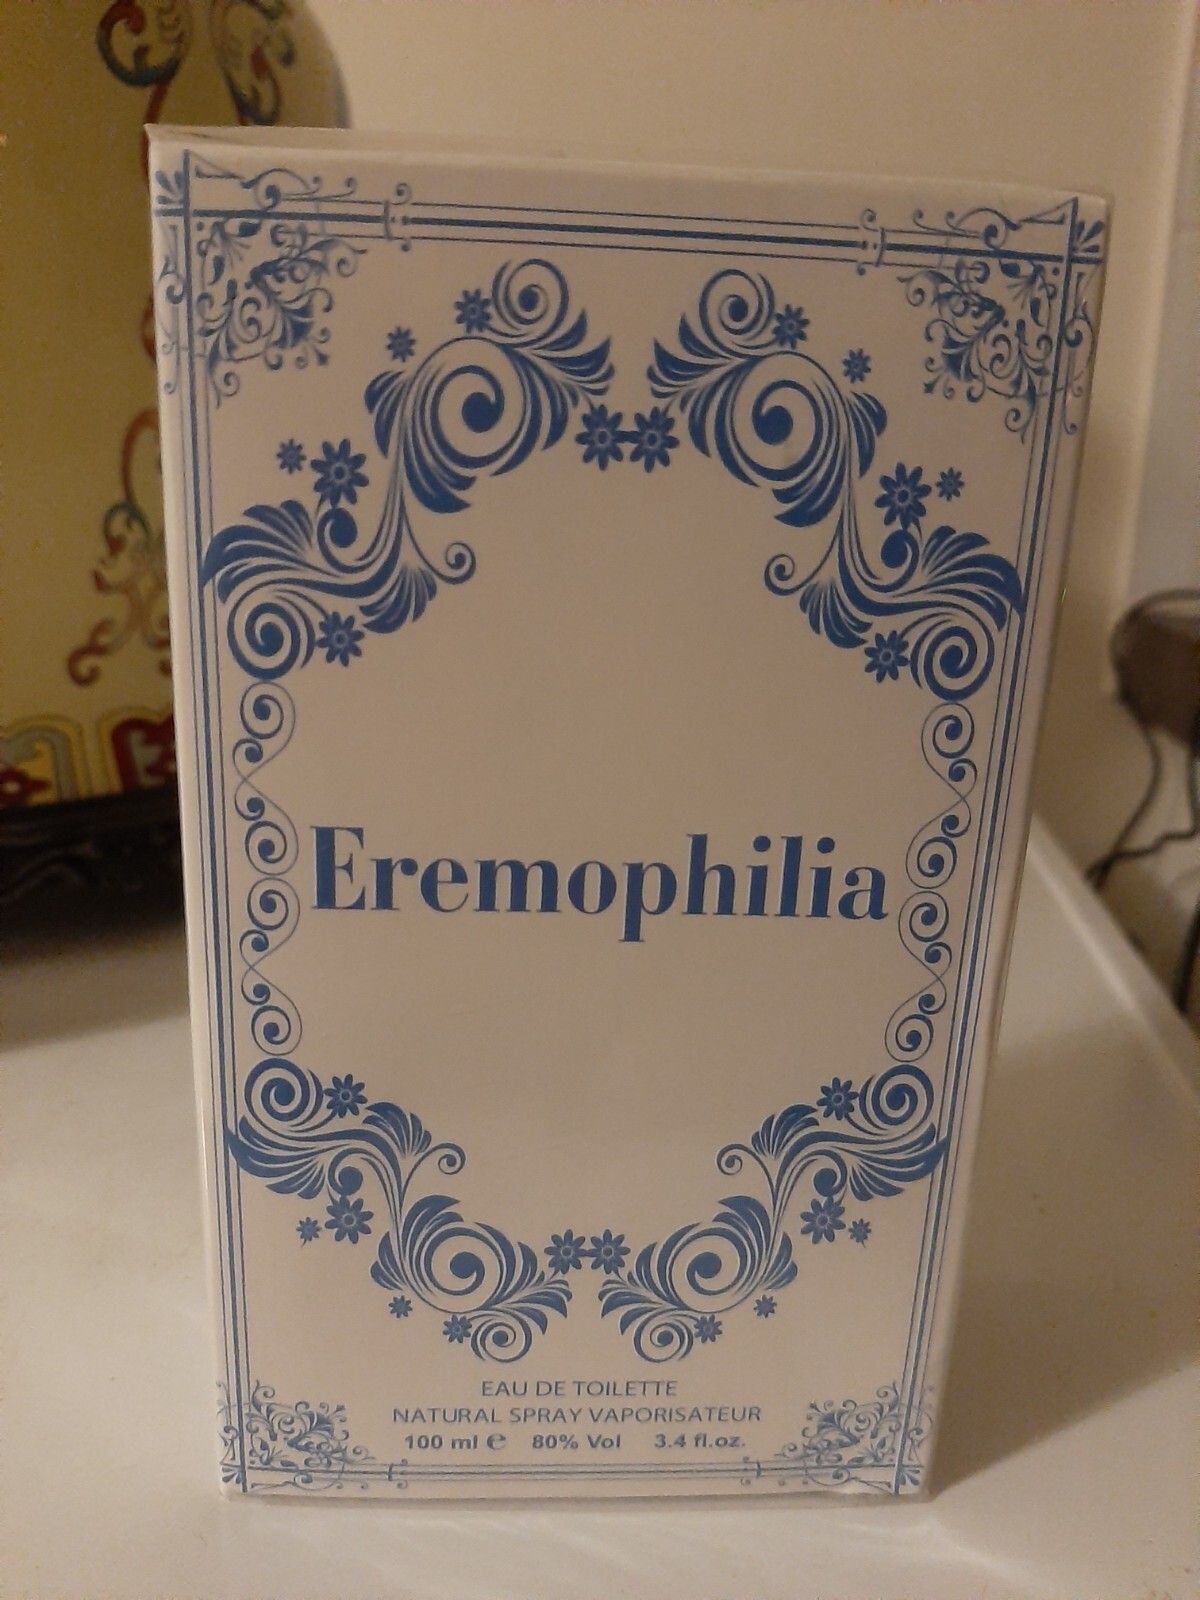 Eremophilia
EAU DE TOILETTE
NATURAL SPRAY VAPORISATEUR
100 ml ℮ 80% Vol 3.4 fl.oz.